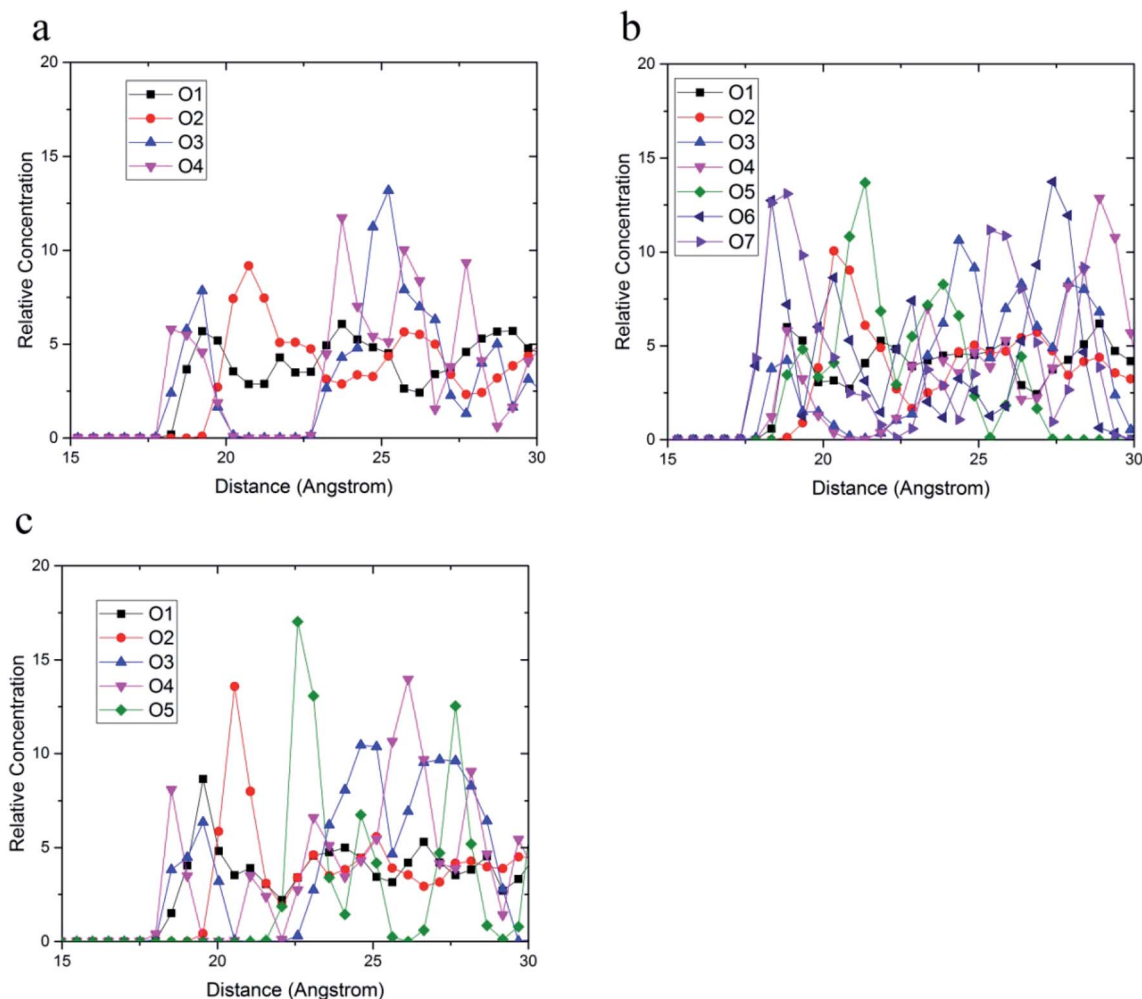 a
20
15
10
5
0
Relative Concentration
O1
O2
O3
O4
15
20
25
30
Distance (Angstrom)
b
20
15
10
5
0
Relative Concentration
O1
O2
O3
O4
O5
O6
O7
15
20
25
30
Distance (Angstrom)
c
20
15
10
5
0
Relative Concentration
O1
O2
O3
O4
O5
15
20
25
30
Distance (Angstrom)